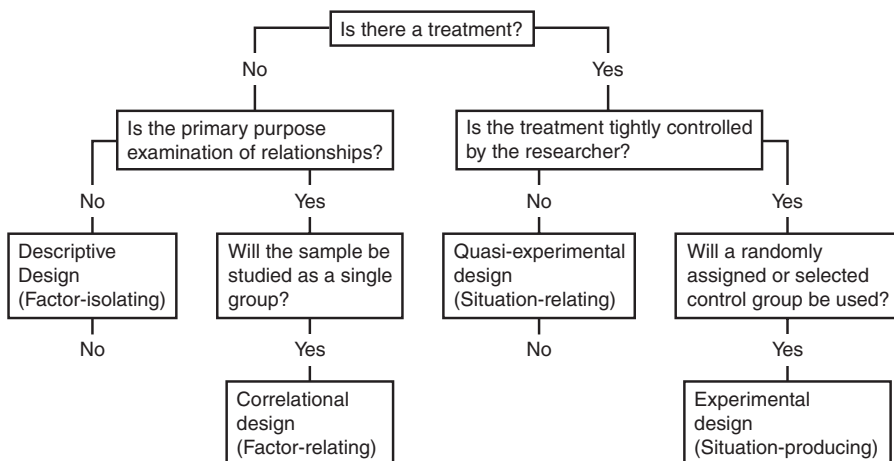 Is there a treatment?
No
Yes
Is the primary purpose
examination of relationships?
Is the treatment tightly controlled
by the researcher?
No
Yes
No
Yes
Descriptive
Design
(Factor-isolating)
Will the sample be
studied as a single
group?
Quasi-experimental
design
(Situation-relating)
Will a randomly
assigned or selected
control group be used?
No
Yes
No
Yes
Correlational
design
(Factor-relating)
Experimental
design
(Situation-producing)